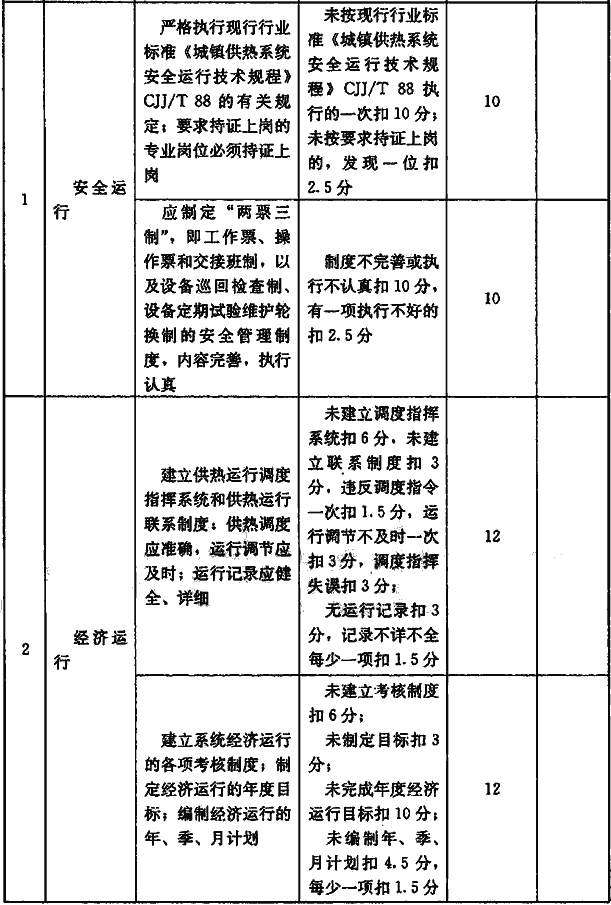 1
安全运
行
严格执行现行行业
标准《城镇供热系统
安全运行技术规程》
CJJ/T 88 的有关规
定；要求持证上岗的
专业岗位必须持证上
岗
未按现行行业标
准《城镇供热系统
安全运行技术规
程》CJJ/T 88 执
行的一次扣 10 分；
未按要求持证上岗
的，发现一位扣
2.5 分
10
应制定“两票三
制”，即工作票、操
作票和交接班制，以
及设备巡回检查制、
设备定期试验维护轮
换制的安全管理制
度，内容完善，执行
认真
制度不完善或执
行不认真扣 10 分，
有一项执行不好的
扣 2.5 分
10
2
经济运
行
建立供热运行调度
指挥系统和供热运行
联系制度；供热调度
应准确，运行调节应
及时；运行记录应健
全、详细
未建立调度指挥
系统扣 6 分，未建
立联系制度扣 3
分，违反调度指令
一次扣 1.5 分，运
行调节不及时一次
扣 3 分，调度指挥
失误扣 3 分；
无运行记录扣 3
分，记录不详不全
每少一项扣 1.5 分
12
建立系统经济运行
的各项考核制度；制
定经济运行的年度目
标；编制经济运行的
年、季、月计划
未建立考核制度
扣 6 分；
未制定目标扣 3
分；
未完成年度经济
运行目标扣 10 分；
未编制年、季、
月计划扣 4.5 分，
每少一项扣 1.5 分
12